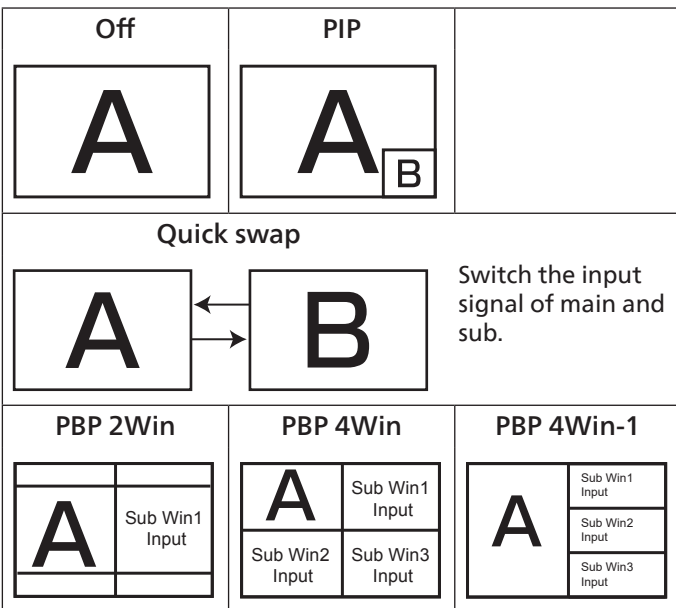 Off
PIP
A
A
B
Quick swap
A
B
Switch the input
signal of main and
sub.
PBP 2Win
PBP 4Win
PBP 4Win-1
A
Sub Win1
Input
A
Sub Win1
Input
Sub Win2
Input
Sub Win3
Input
A
Sub Win1
Input
Sub Win2
Input
Sub Win3
Input